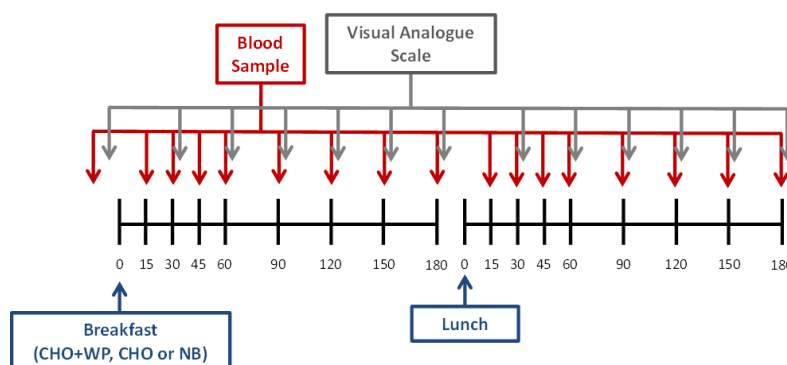 Blood
Sample
Visual Analogue
Scale
0 15 30 45 60 90 120 150 180 0 15 30 45 60 90 120 150 180
Breakfast
(CHO+WP, CHO or NB)
Lunch